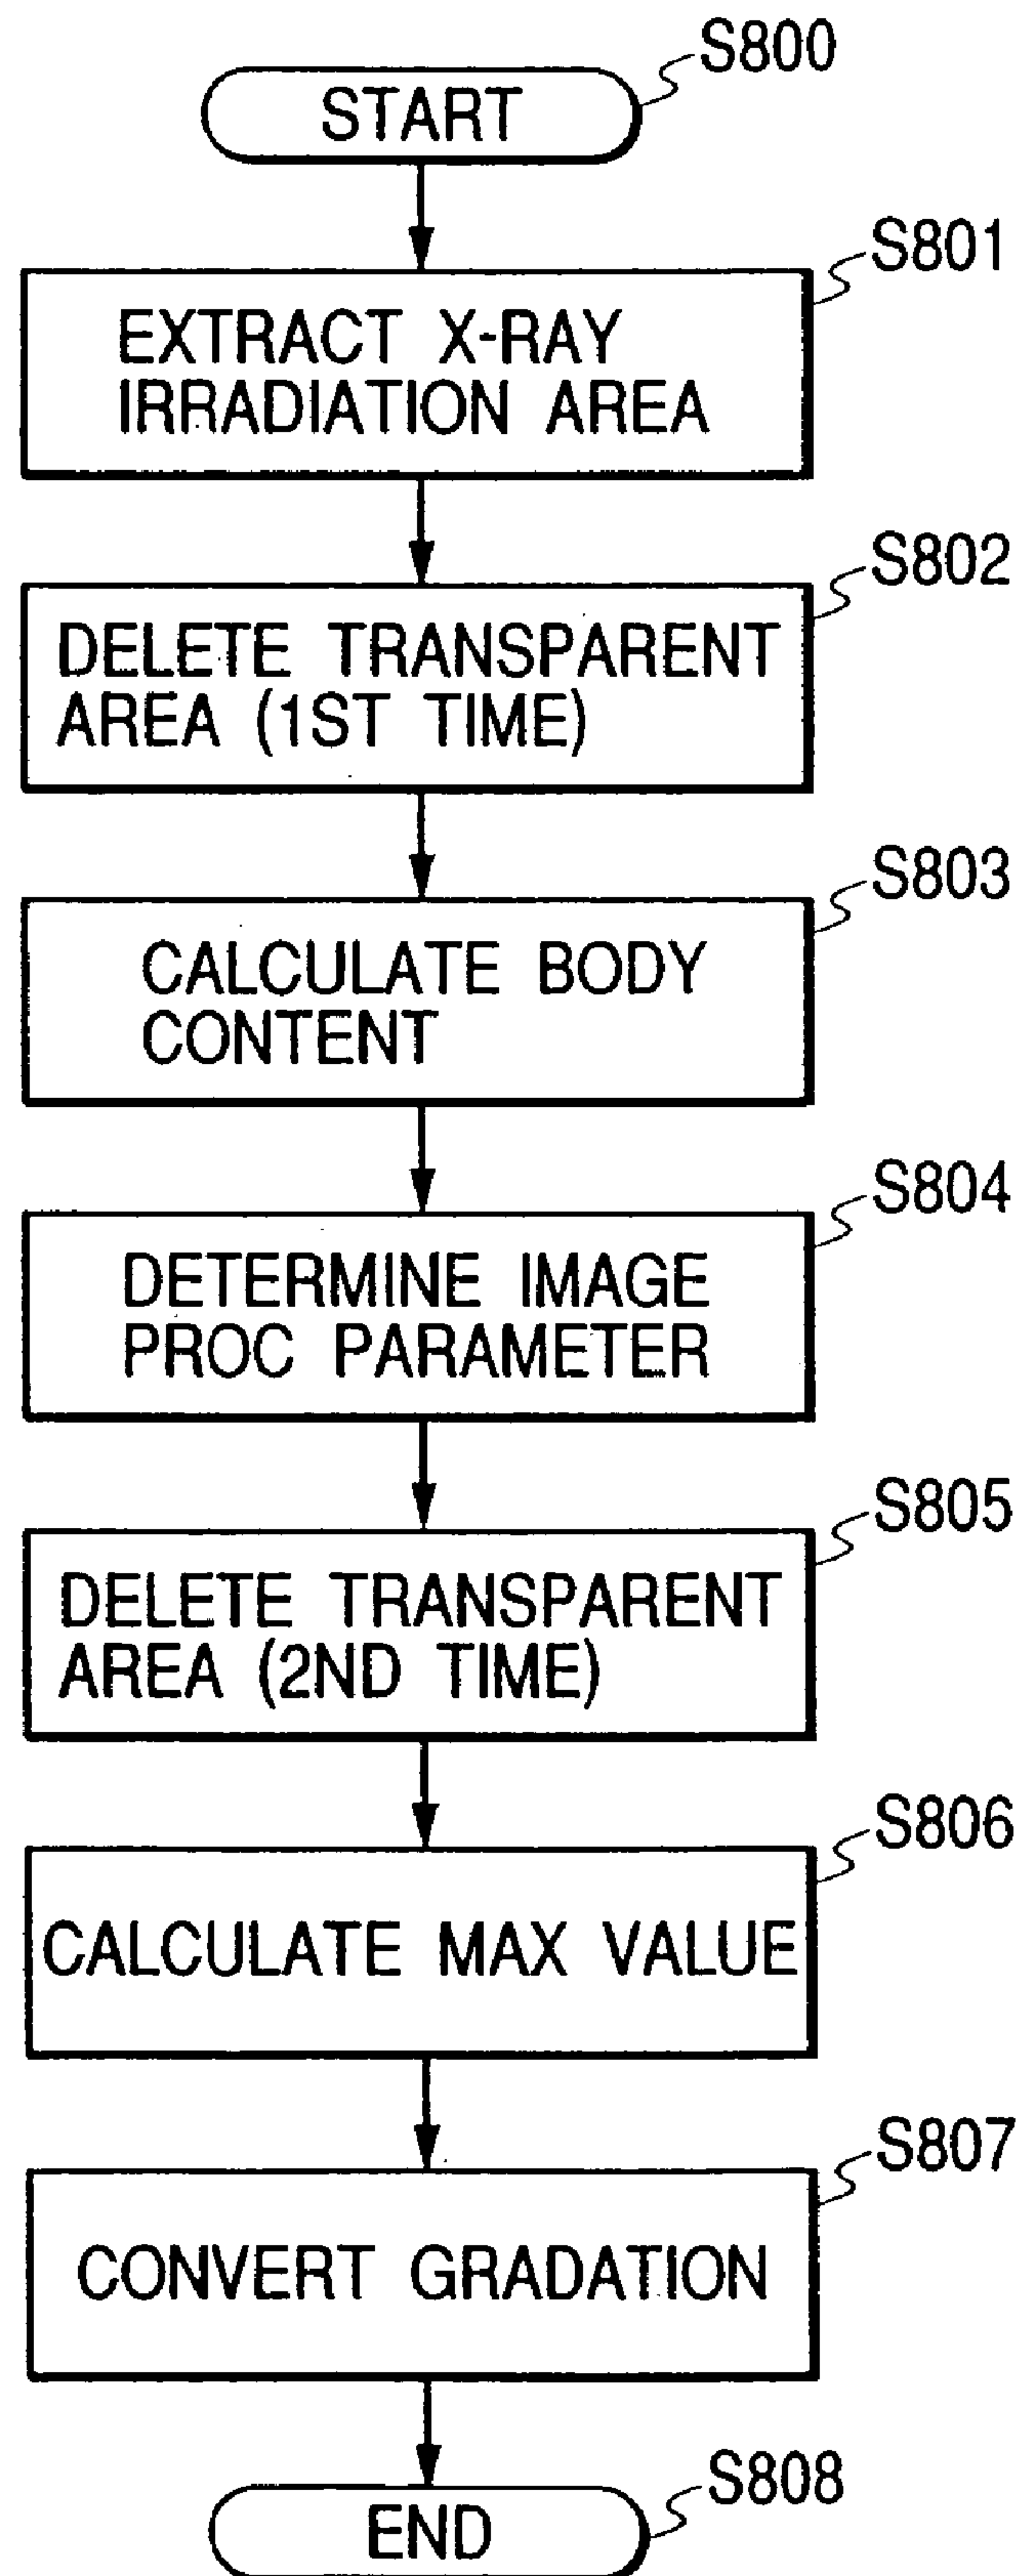 S800
START
S801
EXTRACT X-RAY
IRRADIATION AREA
S802
DELETE TRANSPARENT
AREA (1ST TIME)
S803
CALCULATE BODY
CONTENT
S804
DETERMINE IMAGE
PROC PARAMETER
S805
DELETE TRANSPARENT
AREA (2ND TIME)
S806
CALCULATE MAX VALUE
S807
CONVERT GRADATION
S808
END